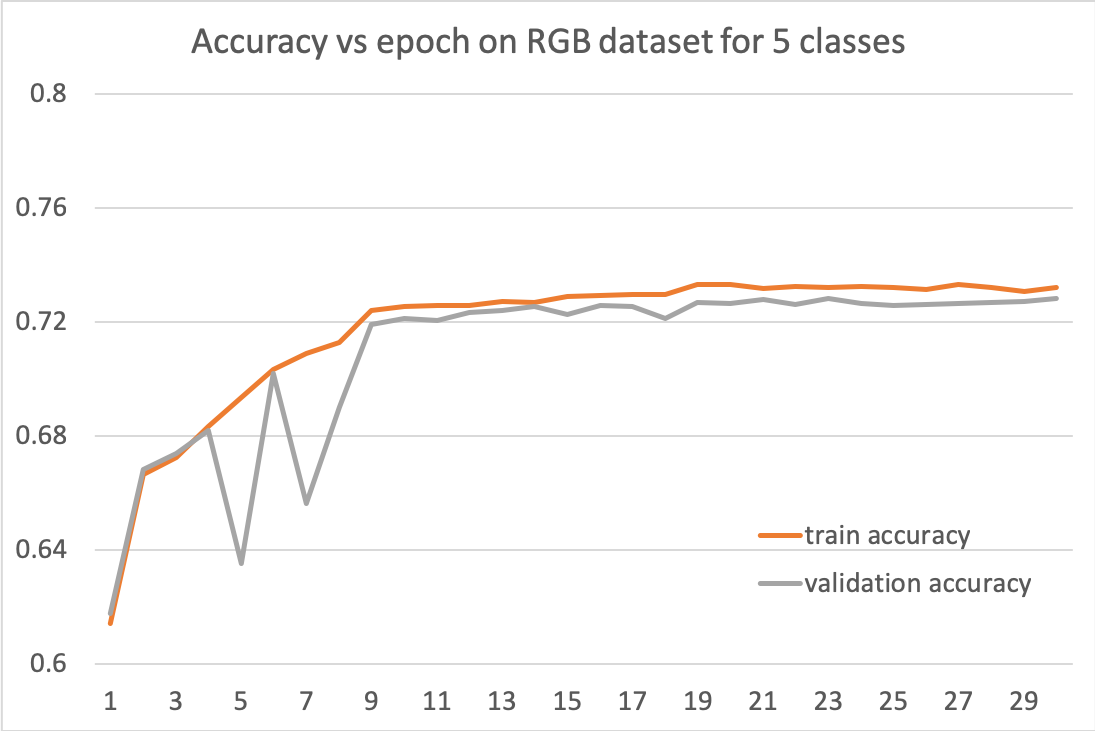 Accuracy vs epoch on RGB dataset for 5 classes
0.8
0.76
0.72
0.68
0.64
0.6
train accuracy
validation accuracy
1 3 5 7 9 11 13 15 17 19 21 23 25 27 29